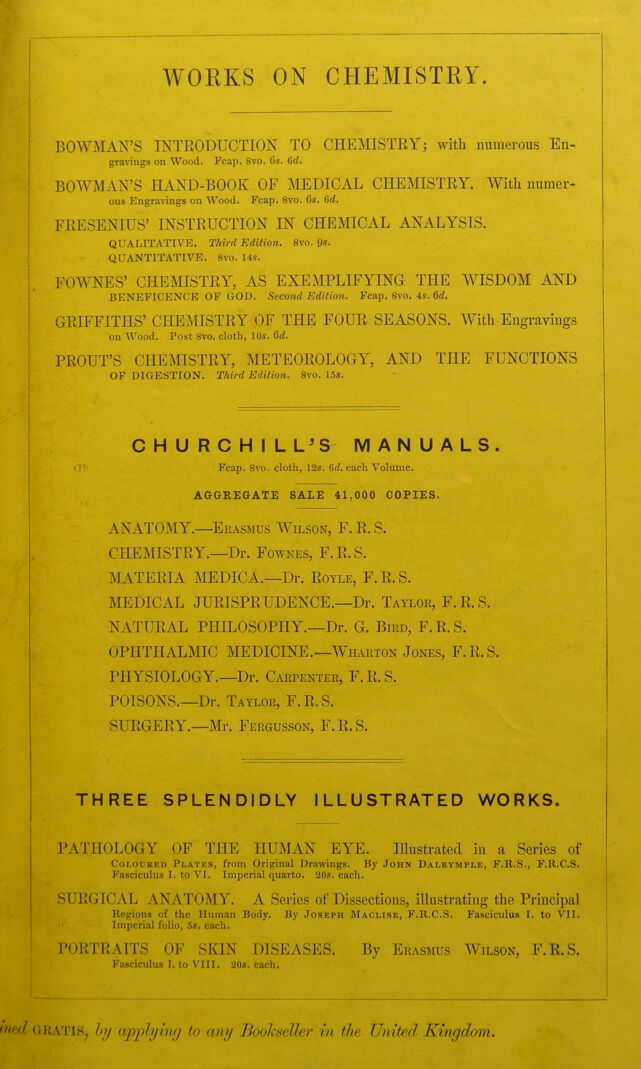 WORKS ON CHEMISTRY.
BOWMAN'S INTRODUCTION TO CHEMISTRY; with numerous En-
gravings on Wood. Fcap. 8vo. 6s. 6d.
BOWMAN'S HAND-BOOK OF MEDICAL CHEMISTRY. With numer-
ous Engravings on Wood. Fcap. 8vo. 6s. 6d.
FRESENIUS' INSTRUCTION IN CHEMICAL ANALYSIS.
QUALITATIVE. Third Edition. 8vo. 9s.
QUANTITATIVE. 8vo. 14s.
FOWNES' CHEMISTRY, AS EXEMPLIFYING THE WISDOM AND
BENEFICENCE OF GOD. Second Edition. Fcap. 8vo. 4s. 6d.
GRIFFITHS' CHEMISTRY OF THE FOUR SEASONS. With Engravings
on Wood. Post 8vo. cloth, 10s. 6d.
PROUT'S CHEMISTRY, METEOROLOGY, AND THE FUNCTIONS
OF DIGESTION. Third Edition. 8vo. 15s.
CHURCHILL'S MANUALS.
Fcap. 8vo. cloth, 12s. 6d. each Volume.
AGGREGATE SALE 41,000 COPIES.
ANATOMY.—ERASMUS WILSON, F.R.S.
CHEMISTRY.—Dr. FOWNES, F.R.S.
MATERIA MEDICA.—Dr. ROYLE, F.R.S.
MEDICAL JURISPRUDENCE.—Dr. TAYLOR, F.R.S.
NATURAL PHILOSOPHY.—Dr. G. BIRD, F.R.S.
OPHTHALMIC MEDICINE.—WHARTON JONES, F.R.S.
PHYSIOLOGY.—Dr. CARPENTER, F.R.S.
POISONS.—Dr. TAYLOR, F.R.S.
SURGERY.—Mr. FERGUSSON, F.R.S.
THREE SPLENDIDLY ILLUSTRATED WORKS.
PATHOLOGY OF THE HUMAN EYE. Illustrated in a Series of
COLOURED PLATES, from Original Drawings. By JOHN DALRYMPLE, F.R.S., F.R.C.S.
Fasciculus I. to VI. Imperial quarto. 20s. each.
SURGICAL ANATOMY. A Series of Dissections, illustrating the Principal
Regions of the Human Body. By JOSEPH MACLISE, F.R.C.S. Fasciculus I. to VII.
Imperial folio, 5s. each.
PORTRAITS OF SKIN DISEASES. By ERASMUS WILSON, F.R.S.
Fasciculus I. to VIII. 20s. each.
ined GRATIS, by applying to any Bookseller in the United Kingdom.